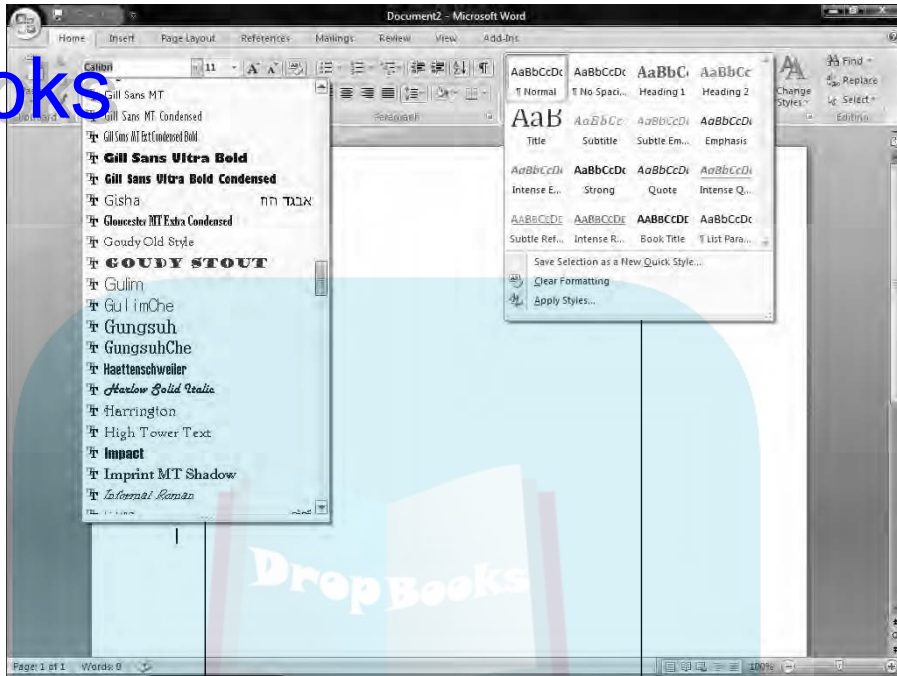 Document2 - Microsoft Word
Home Insert Page Layout References Mailings Review View Add-Ins
oks
Calibri 11
Gill Sans MT
Gill Sans MT Condensed
Gill Sans MT Ext Condensed Bold
Gill Sans Ultra Bold
Gill Sans Ultra Bold Condensed
Gisha אבגד הוז
Gloucester MT Extra Condensed
Goudy Old Style
GOUDY STOUT
Gulim
GulimChe
Gungsuh
GungsuhChe
Haettenschweiler
Harlow Solid Italic
Harrington
High Tower Text
Impact
Imprint MT Shadow
Informal Roman
Paragraph
AaBbCcDc AaBbCcDc AaBbC AaBbCc
¶ Normal ¶ No Spaci... Heading 1 Heading 2
AaB AaBbCc AaBbCcDi AaBbCcDi
Title Subtitle Subtle Em... Emphasis
AaBbCcDi AaBbCcDc AaBbCcDi AaBbCcDi
Intense E... Strong Quote Intense Q...
AABBCCDE AABBCCDE AABBCCDE AaBbCcDc
Subtle Ref... Intense R... Book Title ¶ List Para...
Save Selection as a New Quick Style...
Clear Formatting
Apply Styles...
Change
Styles
Find
Replace
Select
Editing
DropBooks
Page: 1 of 1 Words: 0 100%